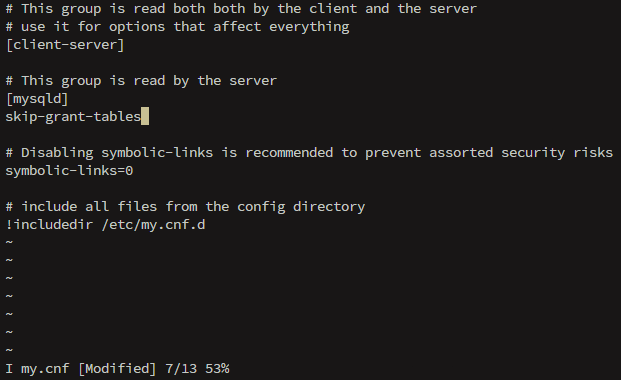 # This group is read both both by the client and the server
# use it for options that affect everything
[client-server]
# This group is read by the server
[mysqld]
skip-grant-tables
# Disabling symbolic-links is recommended to prevent assorted security risks
symbolic-links=0
# include all files from the config directory
!includedir /etc/my.cnf.d
~
~
~
~
~
~
~
I my.cnf [Modified] 7/13 53%